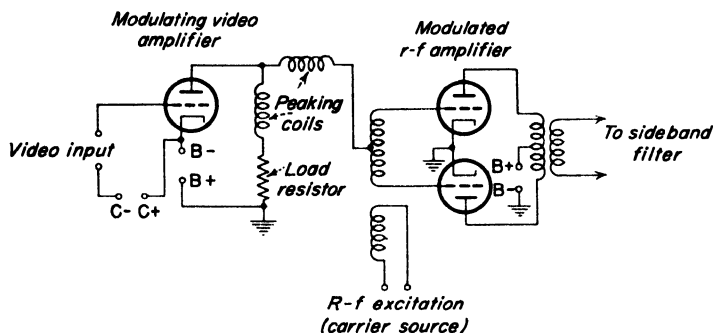 Modulating video
amplifier
Modulated
r-f amplifier
Peaking
coils
Video input
B-
B+
Load
resistor
C- C+
B+
B-
To sideband
filter
R-f excitation
(carrier source)